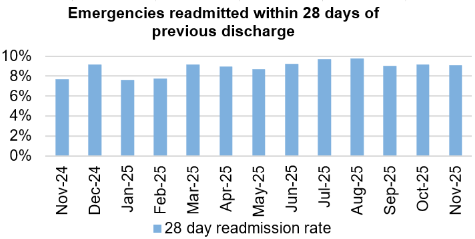 Emergencies readmitted within 28 days of
previous discharge
10%
8%
6%
4%
2%
0%
Nov-24
Dec-24
Jan-25
Feb-25
Mar-25
Apr-25
May-25
Jun-25
Jul-25
Aug-25
Sep-25
Oct-25
Nov-25
28 day readmission rate